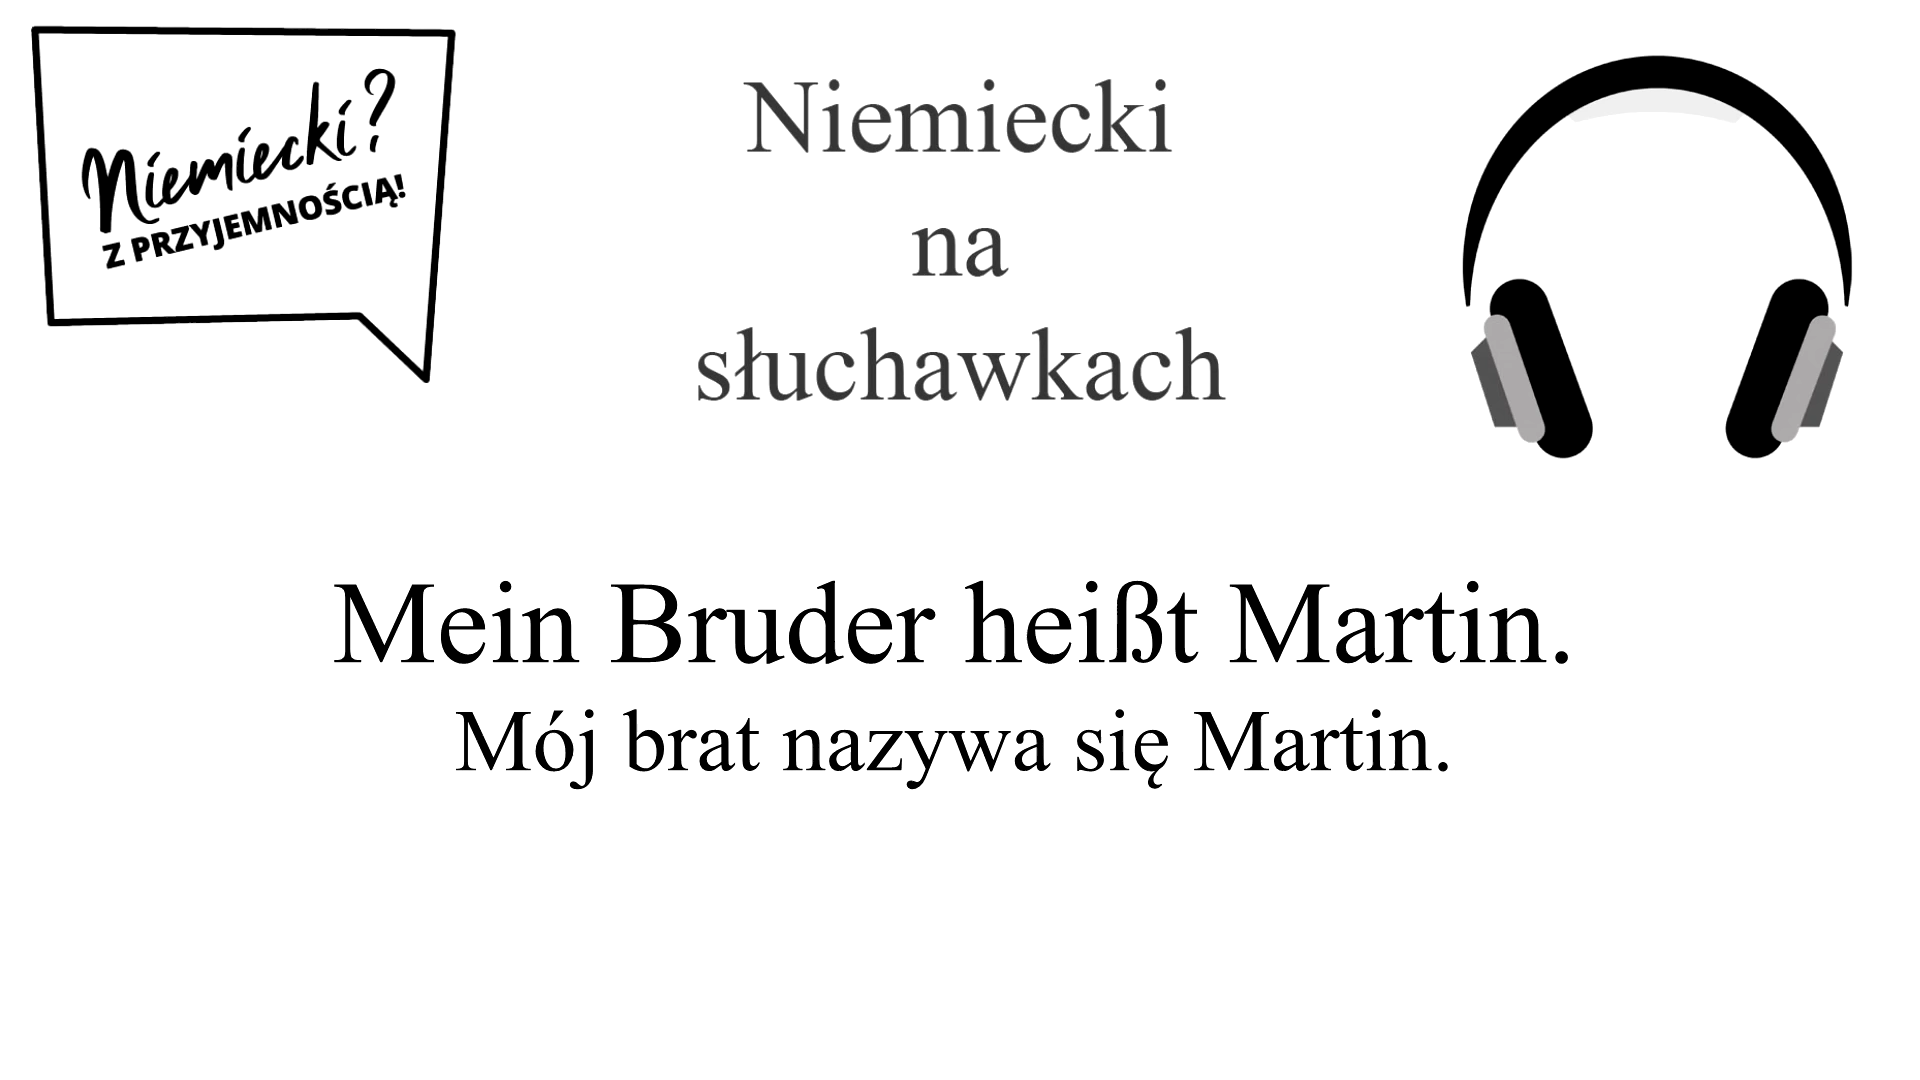 Niemiecki?
Z PRZYJEMNOŚCIĄ!
Niemiecki
na
słuchawkach
Mein Bruder heißt Martin.
Mój brat nazywa się Martin.